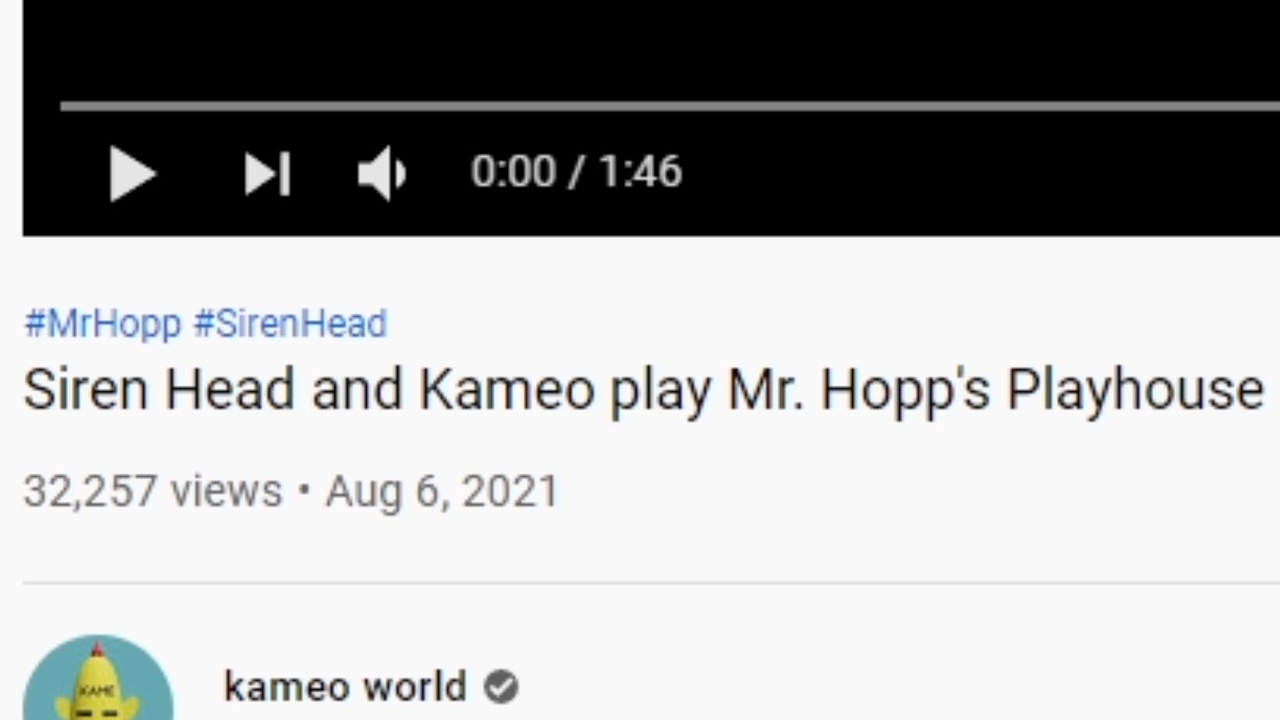 0:00 / 1:46
#MrHopp #SirenHead
Siren Head and Kameo play Mr. Hopp's Playhouse
32,257 views • Aug 6, 2021
KAME
kameo world